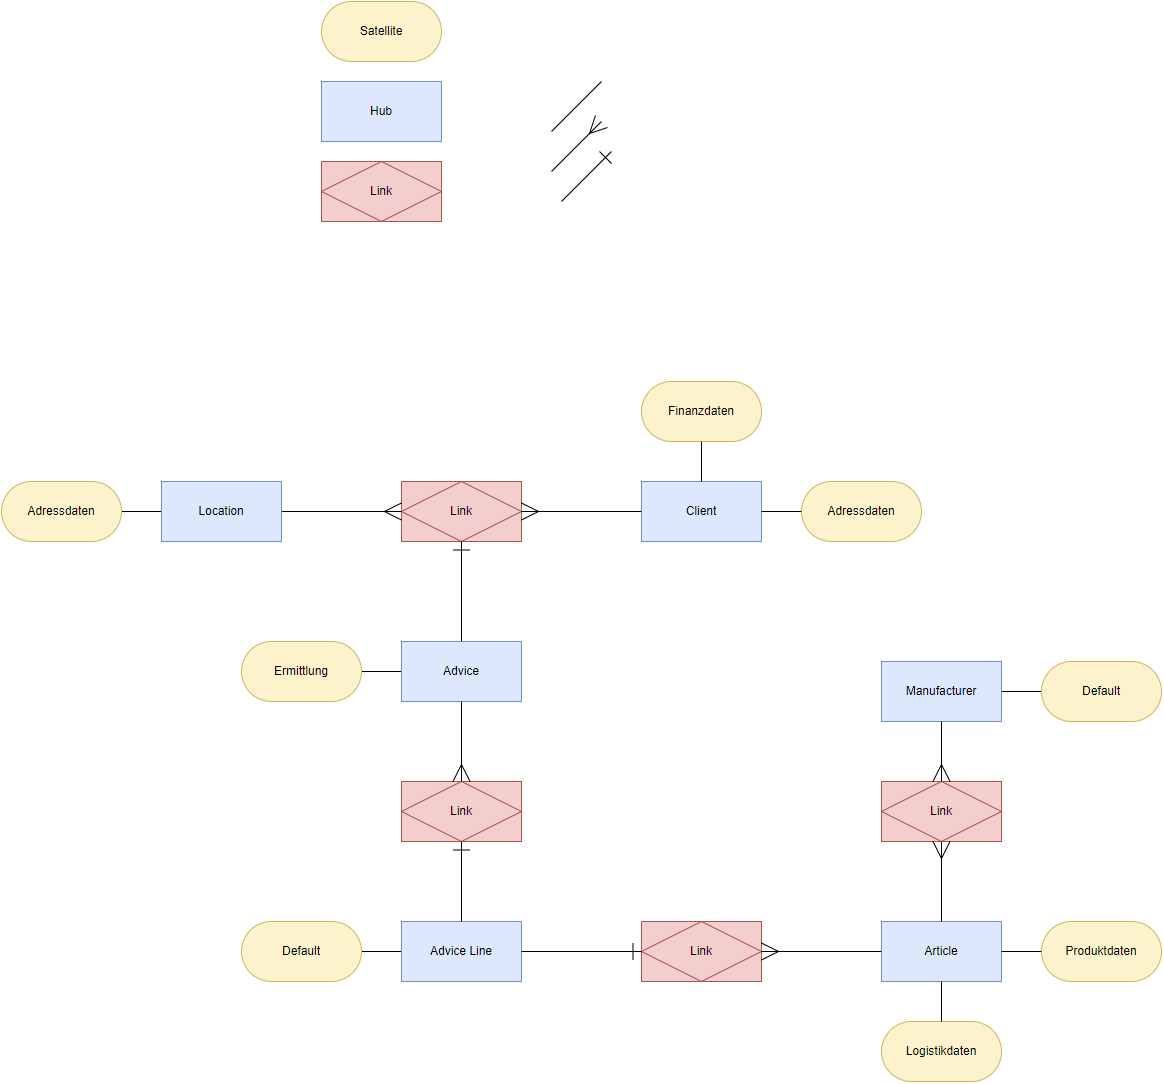 Satellite
Hub
Link
Finanzdaten
Adressdaten
Location
Link
Client
Adressdaten
Ermittlung
Advice
Manufacturer
Default
Link
Link
Default
Advice Line
Link
Article
Produktdaten
Logistikdaten